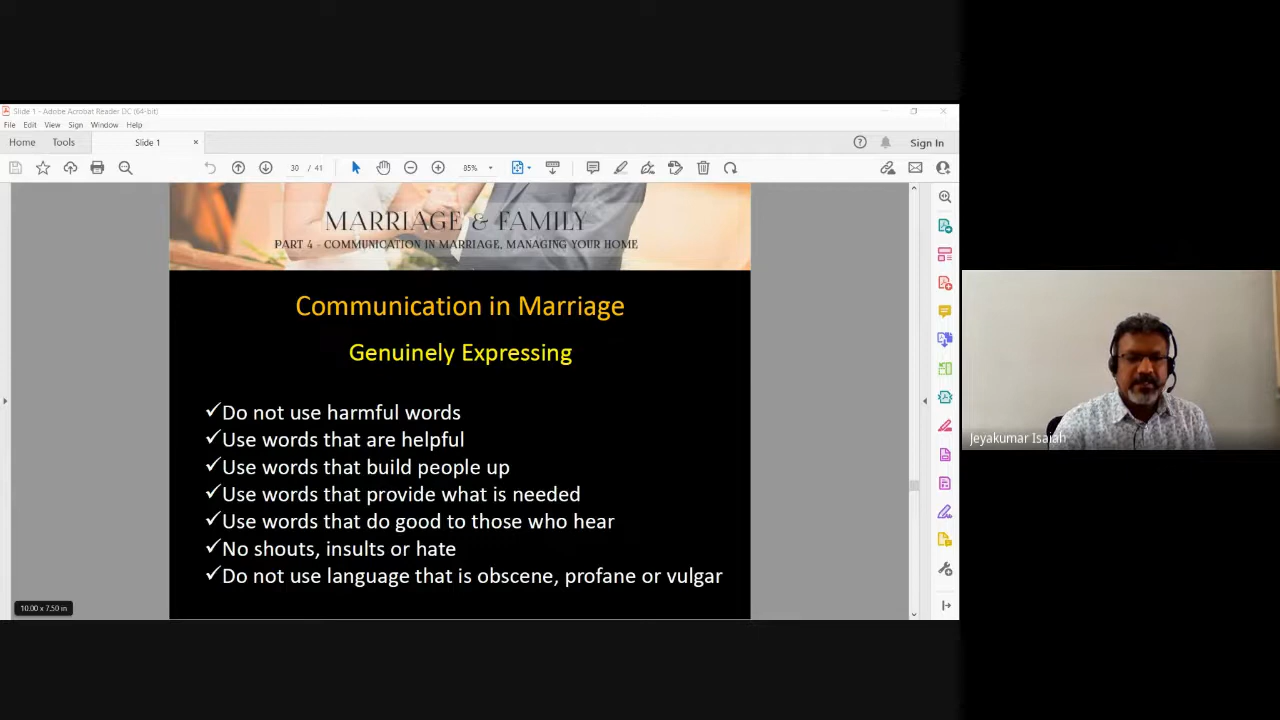 Slide 1 - Adobe Acrobat Reader DC (64-bit)
File Edit View Sign Window Help
Home Tools Slide 1 × Sign In
30 / 41 85%
MARRIAGE & FAMILY
PART 4 - COMMUNICATION IN MARRIAGE, MANAGING YOUR HOME
Communication in Marriage
Genuinely Expressing
✓Do not use harmful words
✓Use words that are helpful
✓Use words that build people up
✓Use words that provide what is needed
✓Use words that do good to those who hear
✓No shouts, insults or hate
✓Do not use language that is obscene, profane or vulgar
10.00 x 7.50 in
Jeyakumar Isaiah